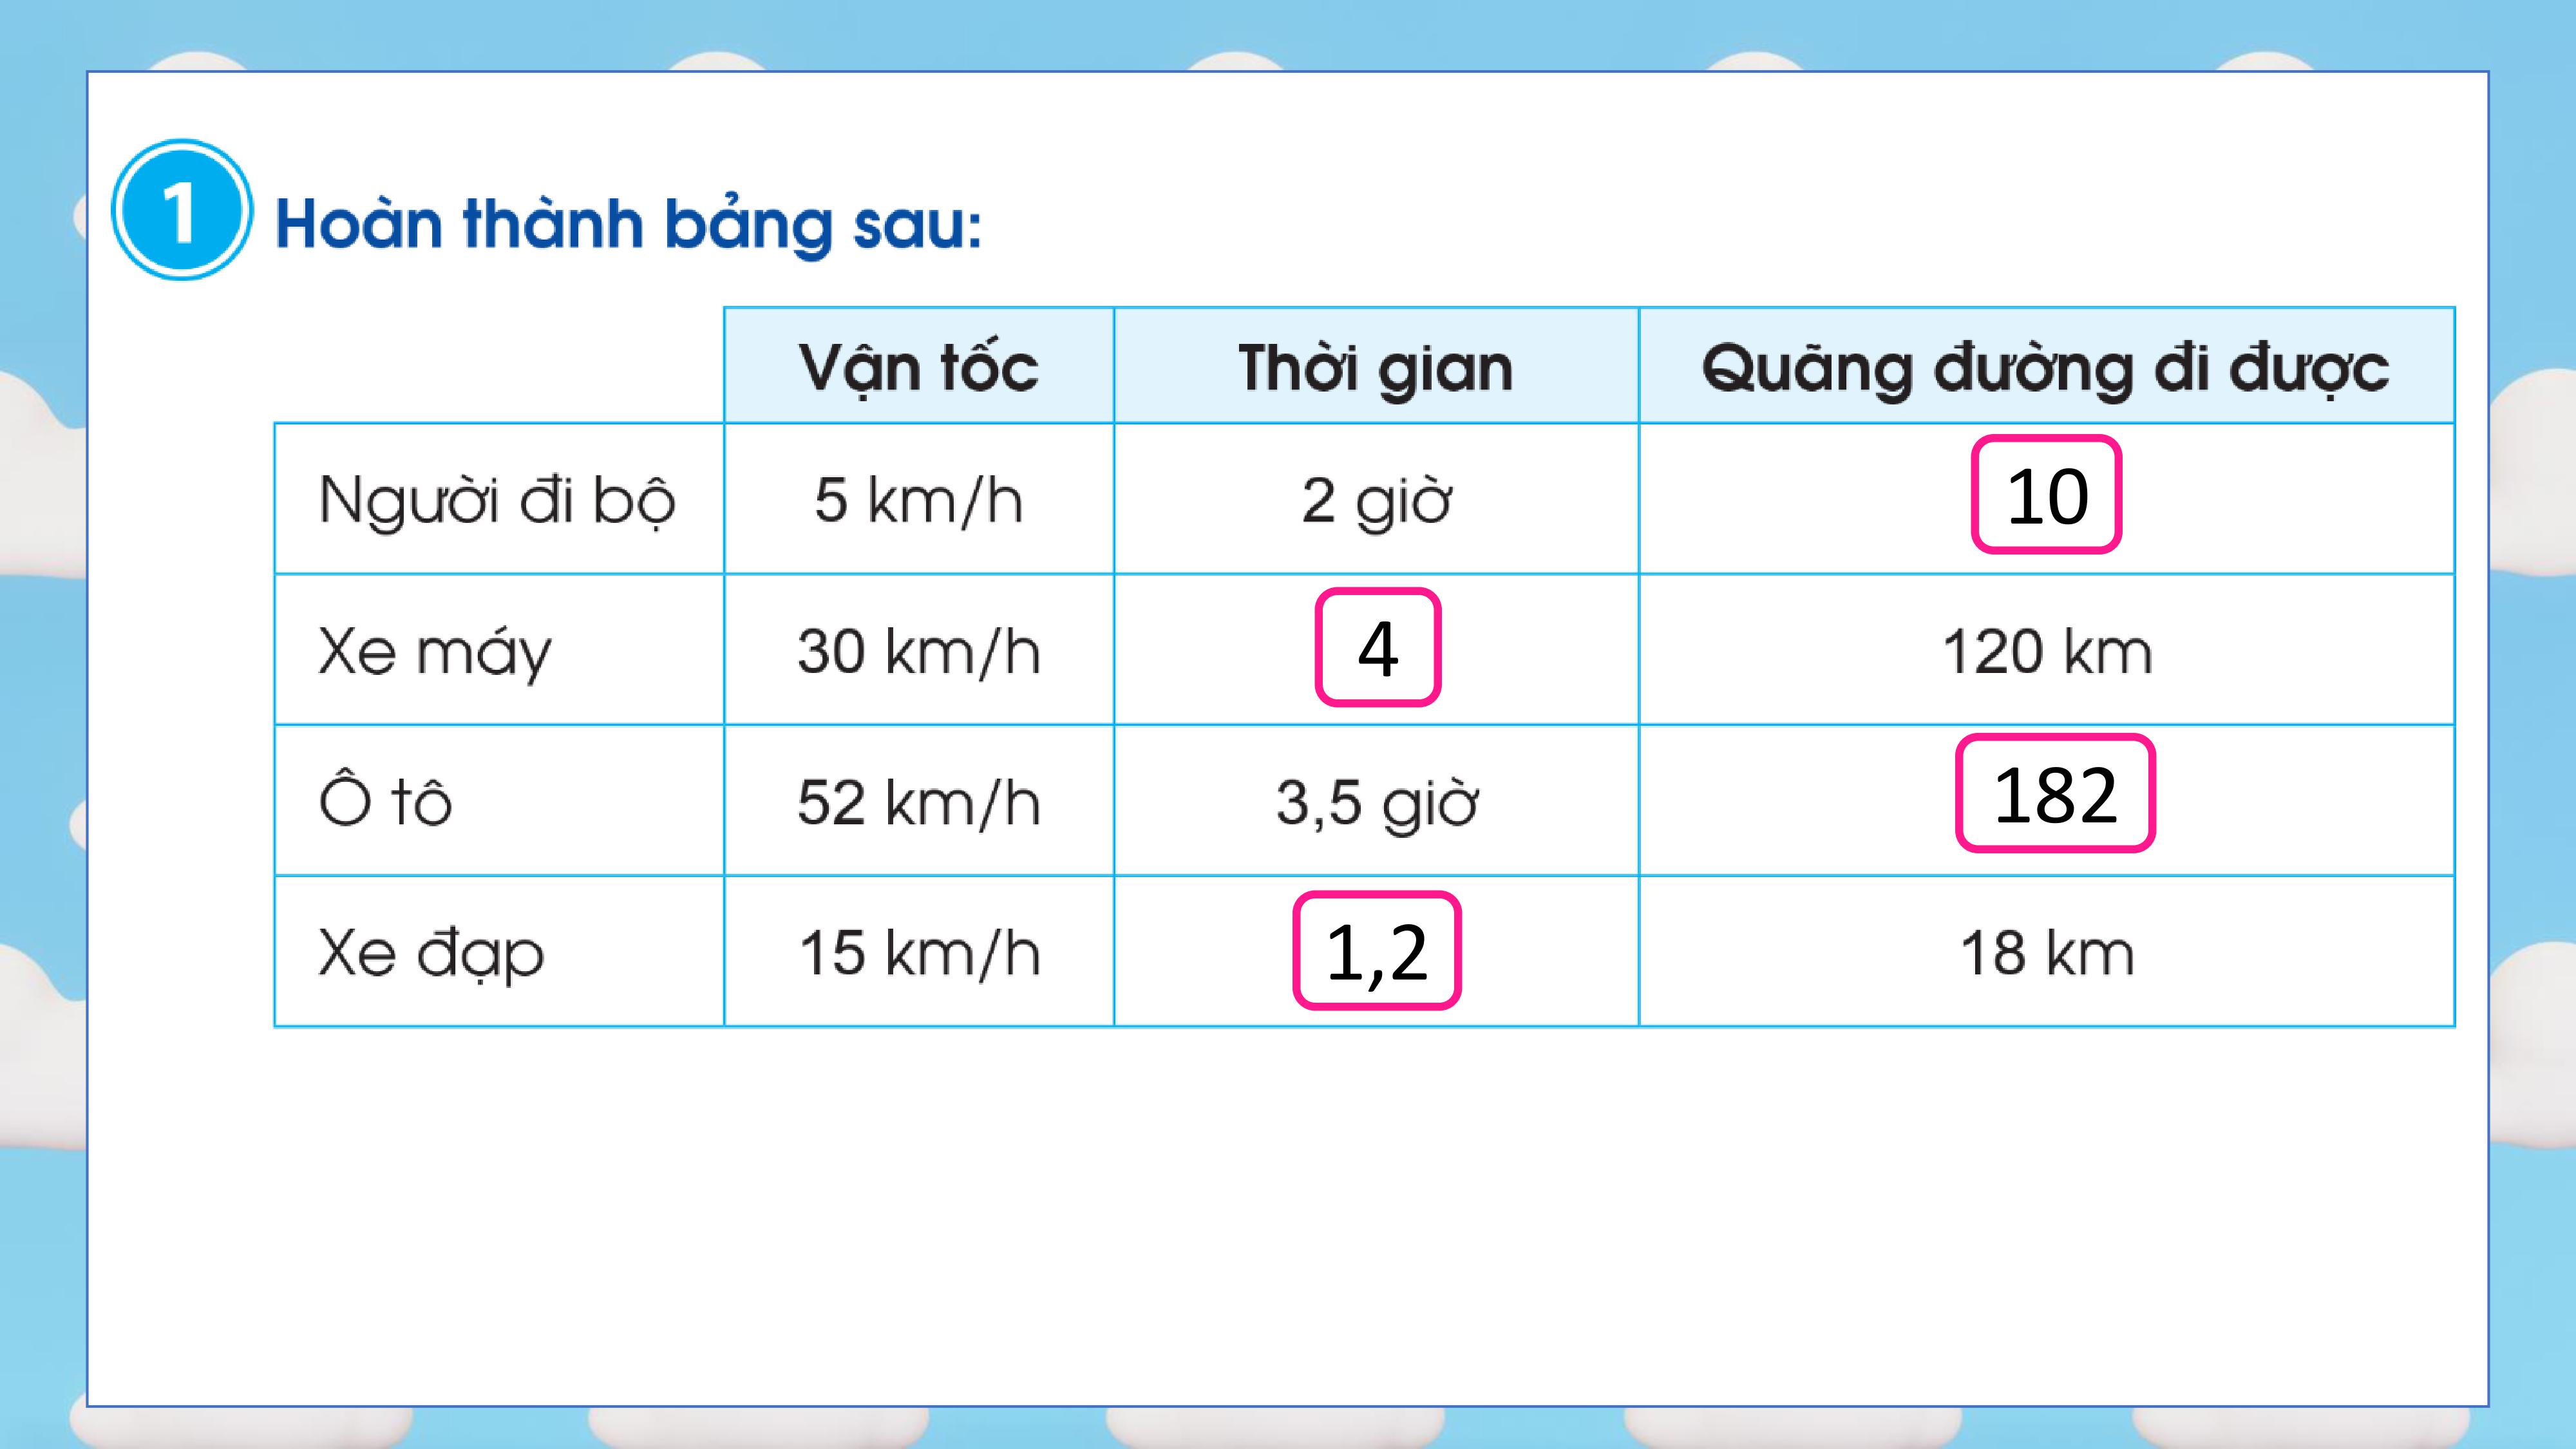 1 Hoàn thành bảng sau:
Vận tốc Thời gian Quãng đường đi được
Người đi bộ 5 km/h 2 giờ 10
Xe máy 30 km/h 4 120 km
Ô tô 52 km/h 3,5 giờ 182
Xe đạp 15 km/h 1,2 18 km